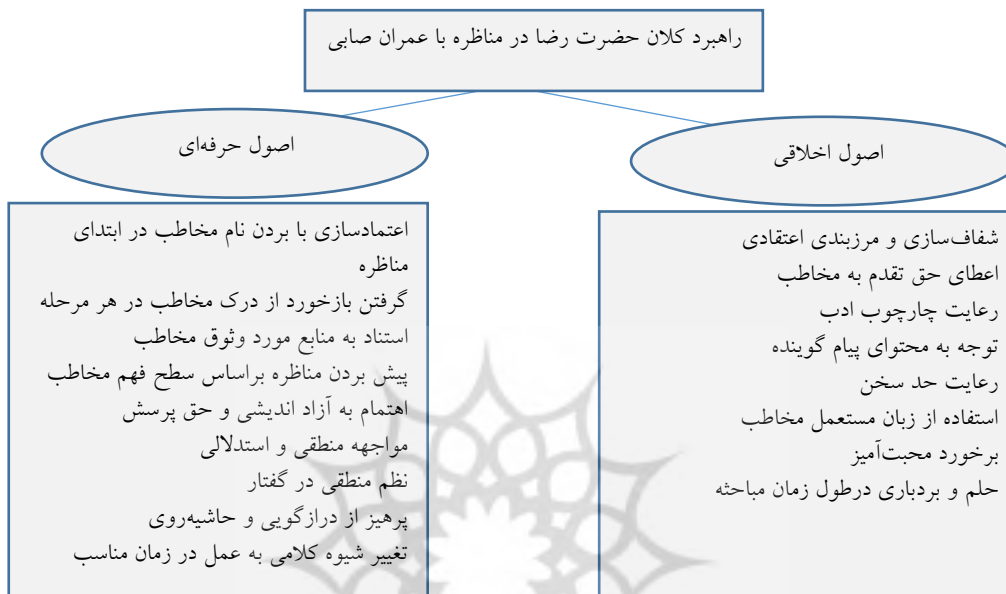 راهبرد کلان حضرت رضا در مناظره با عمران صابی
اصول اخلاقی
شفاف‌سازی و مرزبندی اعتقادی
اعطای حق تقدم به مخاطب
رعایت چارچوب ادب
توجه به محتوای پیام گوینده
رعایت حد سخن
استفاده از زبان مستعمل مخاطب
برخورد محبت‌آمیز
حلم و بردباری درطول زمان مباحثه
اصول حرفه‌ای
اعتمادسازی با بردن نام مخاطب در ابتدای
مناظره
گرفتن بازخورد از درک مخاطب در هر مرحله
استناد به منابع مورد وثوق مخاطب
پیش بردن مناظره براساس سطح فهم مخاطب
اهتمام به آزاد اندیشی و حق پرسش
مواجهه منطقی و استدلالی
نظم منطقی در گفتار
پرهیز از درازگویی و حاشیه‌روی
تغییر شیوه کلامی به عمل در زمان مناسب